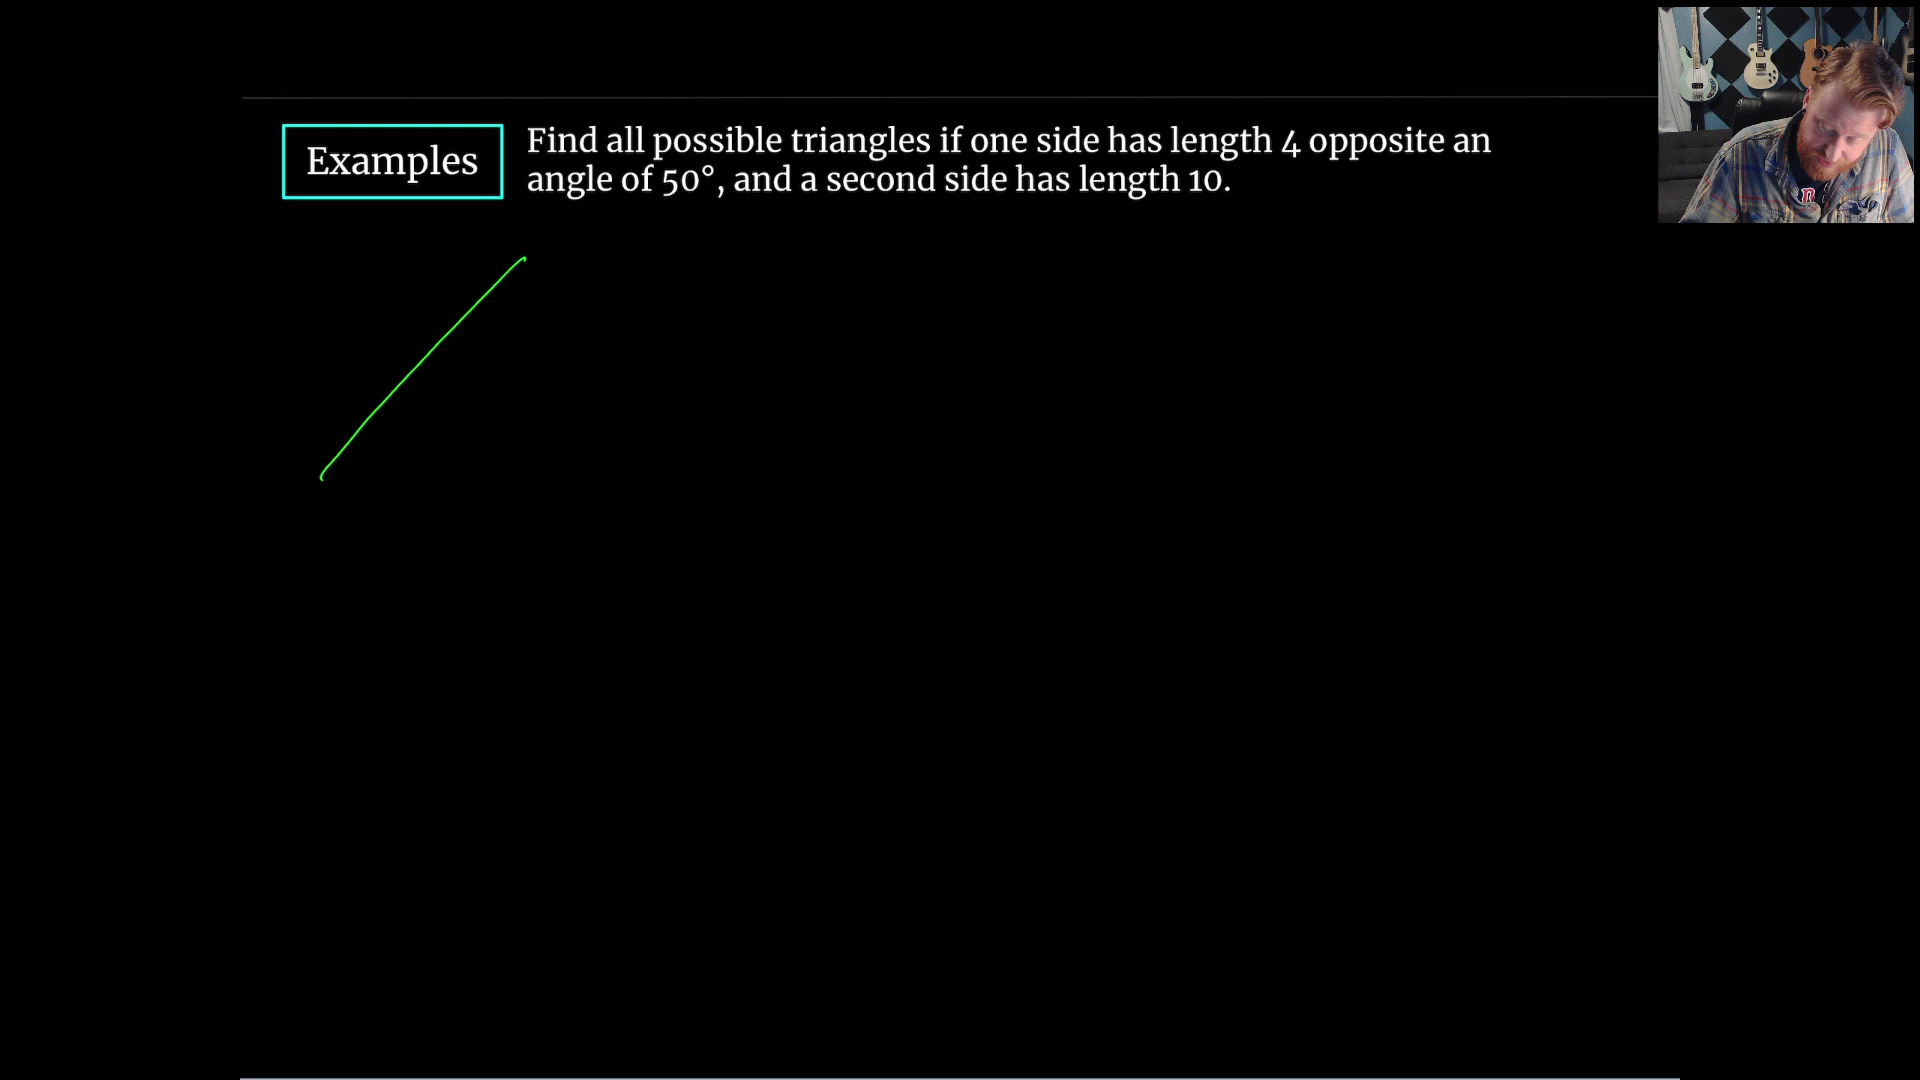 Examples
Find all possible triangles if one side has length 4 opposite an
angle of 50°, and a second side has length 10.